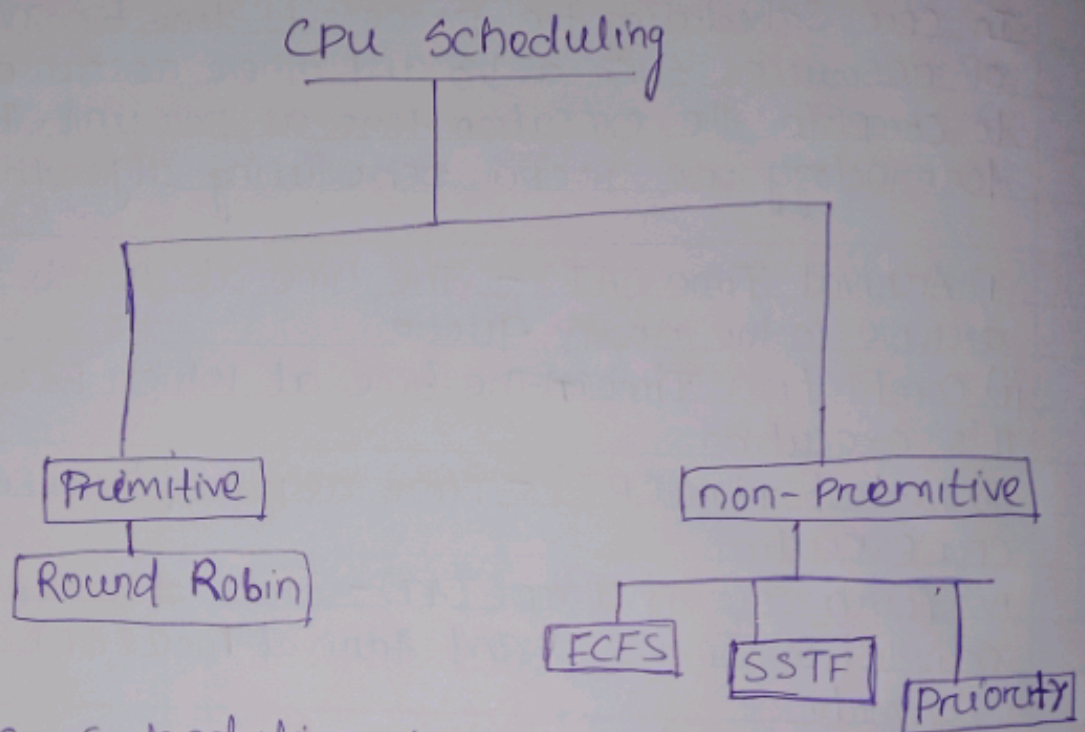 CPU Scheduling
Premitive
non-premitive
Round Robin
FCFS
SSTF
Priority